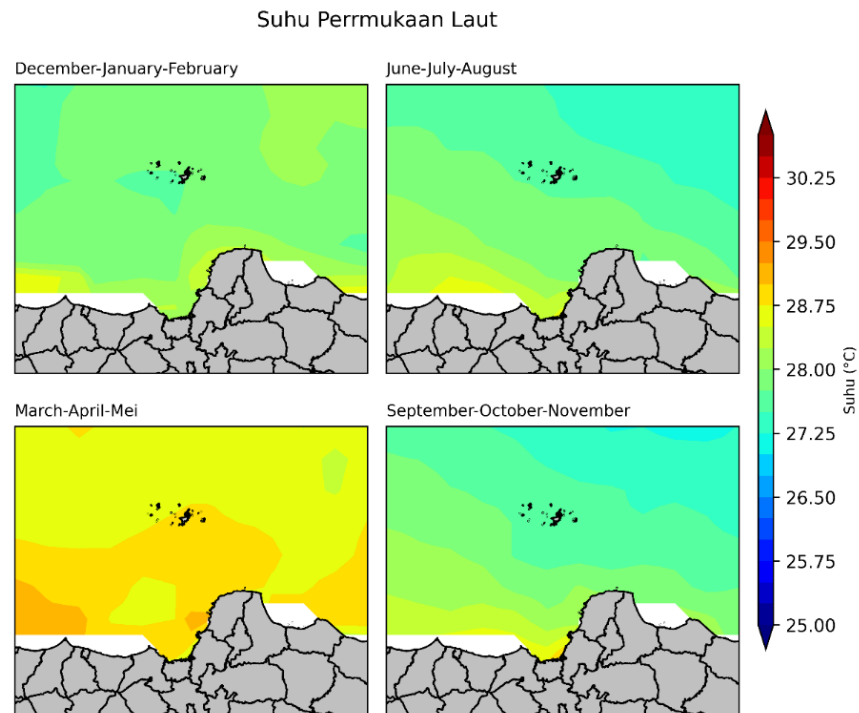 Suhu Perrmukaan Laut
December-January-February
June-July-August
March-April-Mei
September-October-November
30.25
29.50
28.75
28.00
27.25
26.50
25.75
25.00
Suhu (°C)